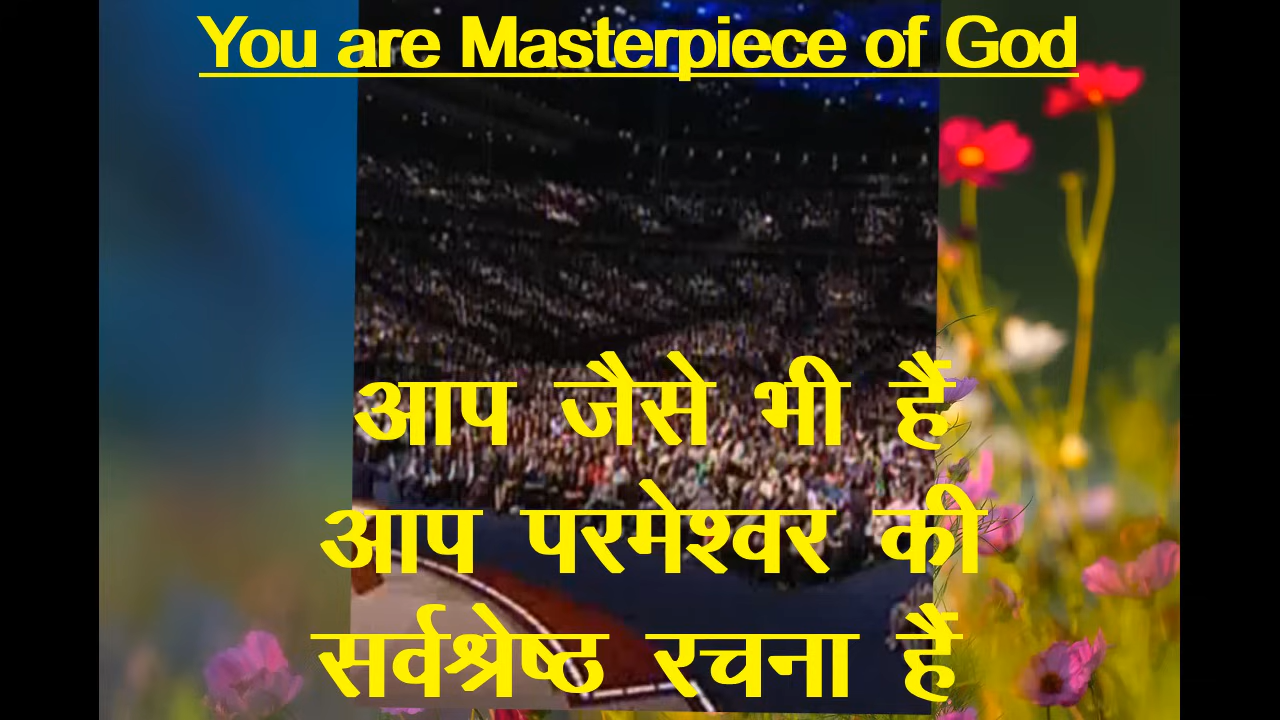 You are Masterpiece of God
आप जैसे भी हैं
आप परमेश्वर की
सर्वश्रेष्ठ रचना हैं